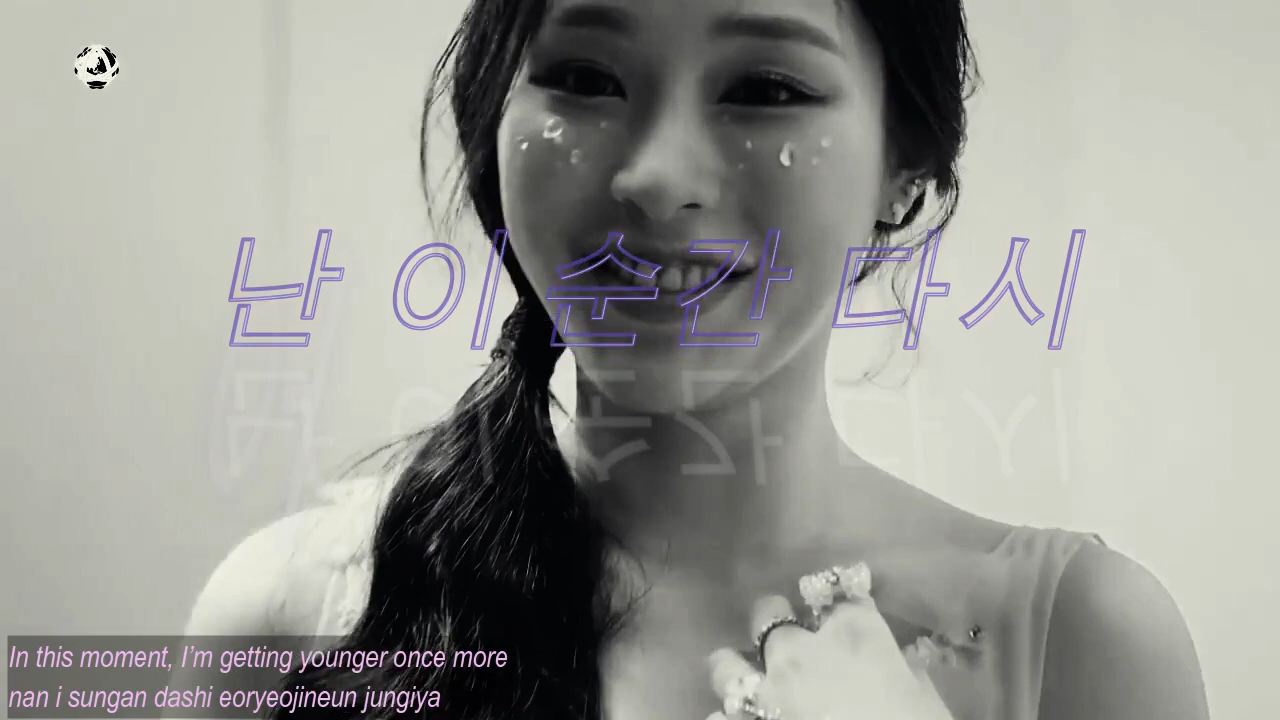 난 이 순간 다시
In this moment, I'm getting younger once more
nan i sungan dashi eoryeojineun jungiya